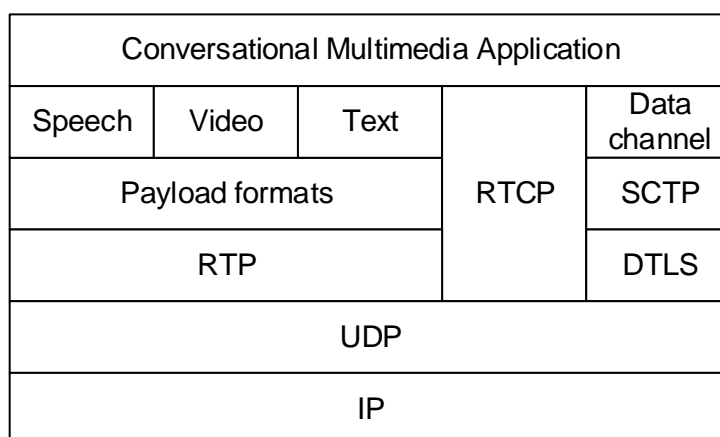 Conversational Multimedia Application
Speech
Video
Text
Data
channel
Payload formats
RTCP
SCTP
RTP
DTLS
UDP
IP